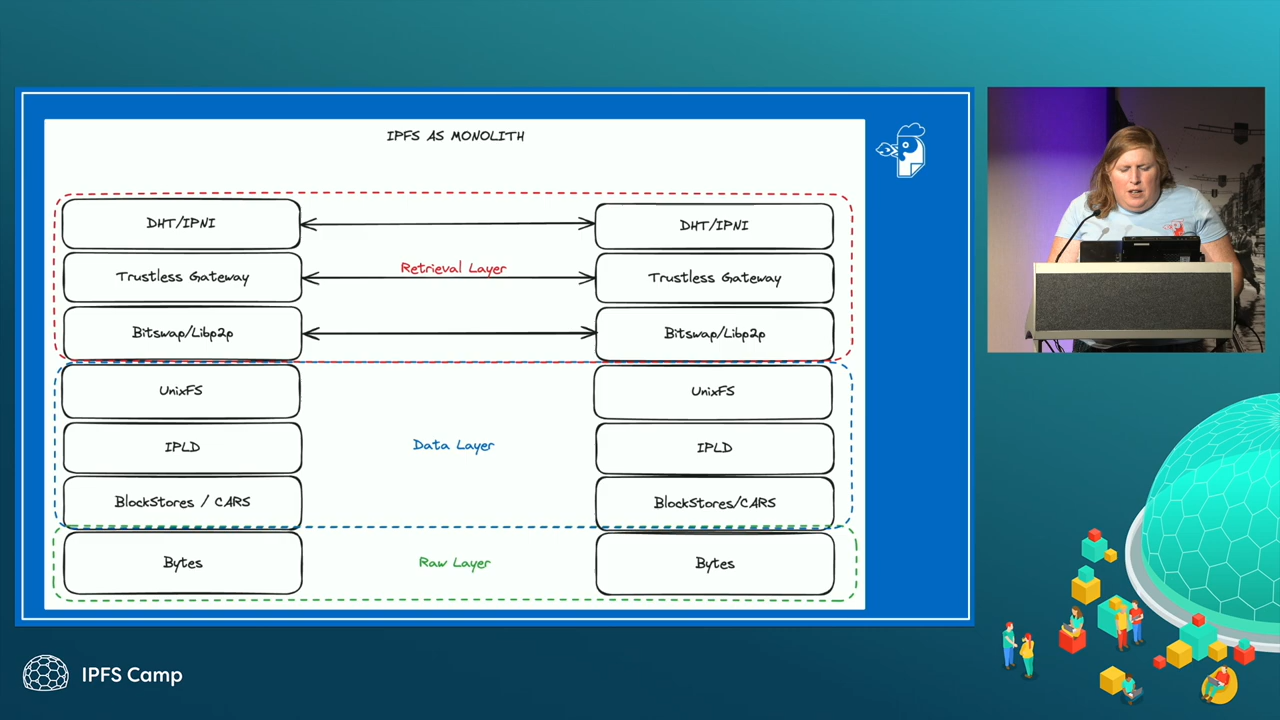 IPFS AS MONOLITH
DHT/IPNI
DHT/IPNI
Trustless Gateway
Retrieval Layer
Trustless Gateway
Bitswap/Libp2p
Bitswap/Libp2p
UnixFS
UnixFS
IPLD
Data Layer
IPLD
BlockStores / CARS
BlockStores/CARS
Bytes
Raw Layer
Bytes
IPFS Camp